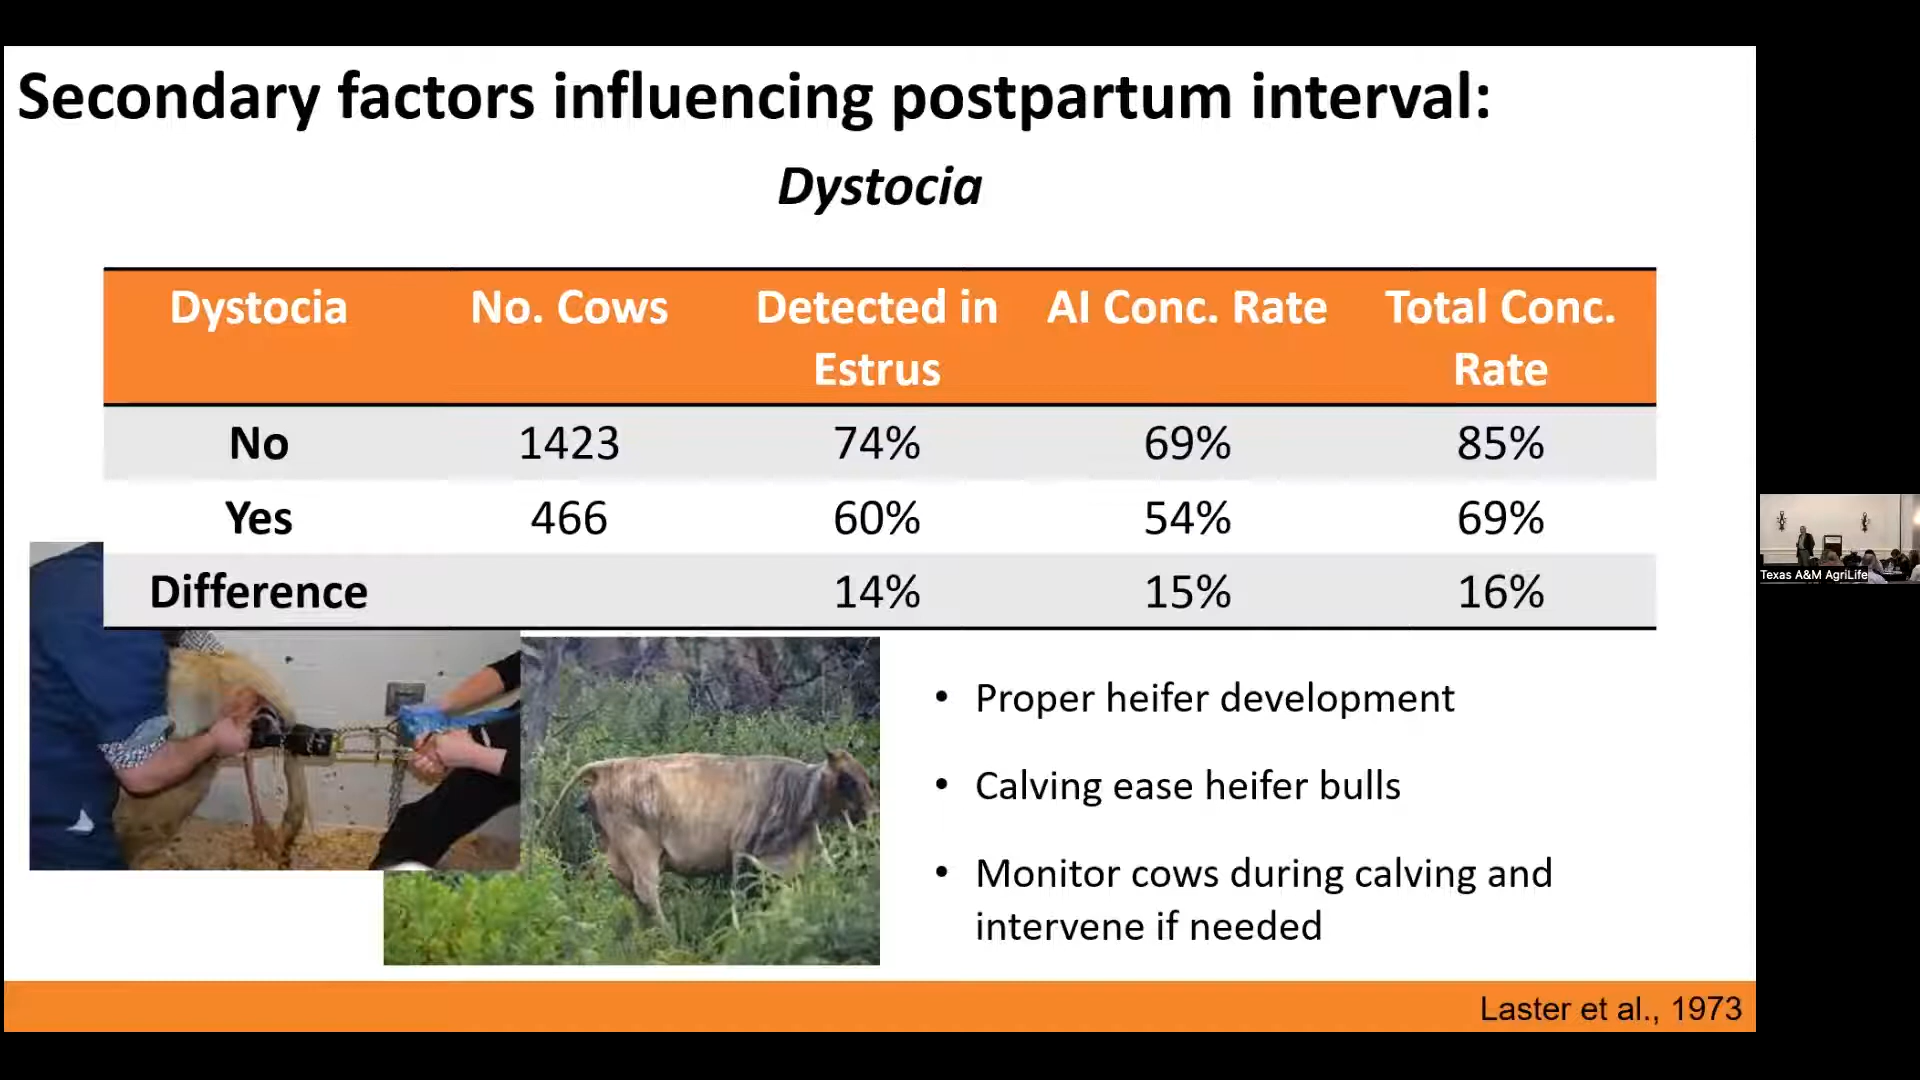 Secondary factors influencing postpartum interval:
Dystocia
Dystocia No. Cows Detected in Estrus AI Conc. Rate Total Conc. Rate
No 1423 74% 69% 85%
Yes 466 60% 54% 69%
Difference 14% 15% 16%
• Proper heifer development
• Calving ease heifer bulls
• Monitor cows during calving and
intervene if needed
Laster et al., 1973
Texas A&M AgriLife